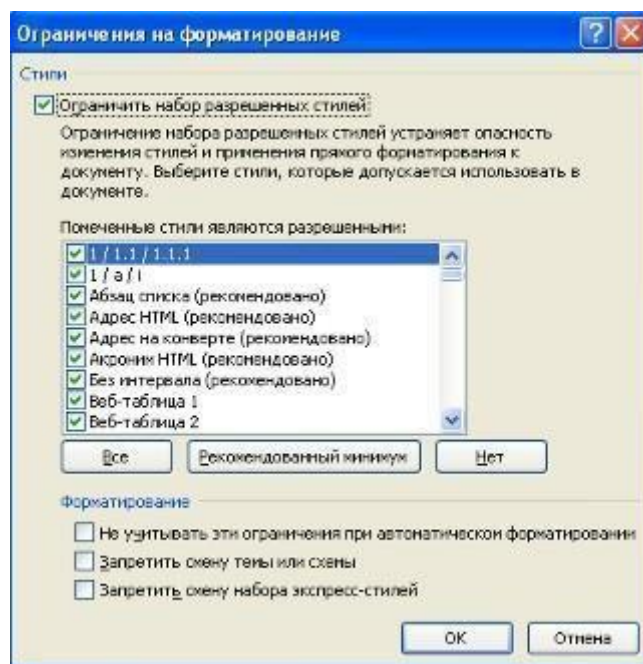 Ограничения на форматирование
Стили
Ограничить набор разрешенных стилей
Ограничение набора разрешенных стилей устраняет опасность
изменения стилей и применения прямого форматирования к
документу. Выберите стили, которые допускается использовать в
документе.
Помеченные стили являются разрешенными:
1 / 1.1 / 1.1.1
1 / a / i
Абзац списка (рекомендовано)
Адрес HTML (рекомендовано)
Адрес на конверте (рекомендовано)
Акроним HTML (рекомендовано)
Без интервала (рекомендовано)
Веб-таблица 1
Веб-таблица 2
Все Рекомендованный минимум Нет
Форматирование
Не учитывать эти ограничения при автоматическом форматировании
Запретить смену темы или схемы
Запретить смену набора экспресс-стилей
ОК Отмена